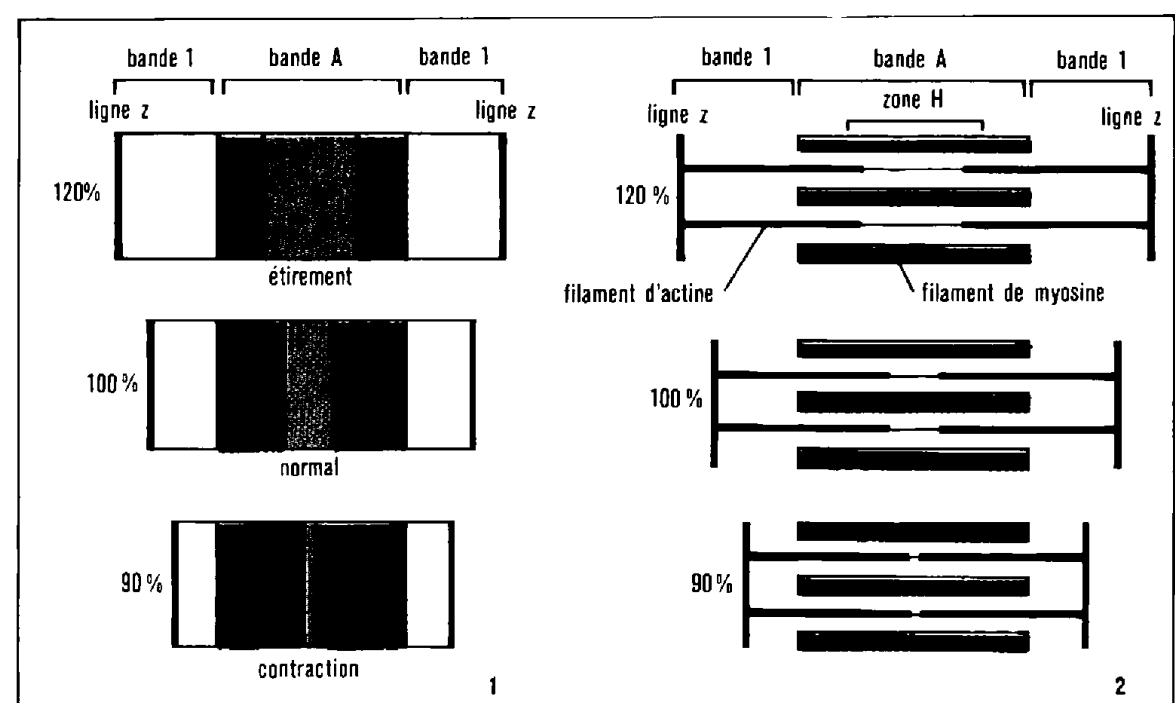 bande 1 bande A bande 1
ligne z ligne z
120%
étirement
100%
normal
90%
contraction
1
bande 1 bande A bande 1
zone H
ligne z ligne z
120%
filament d'actine filament de myosine
100%
90%
2